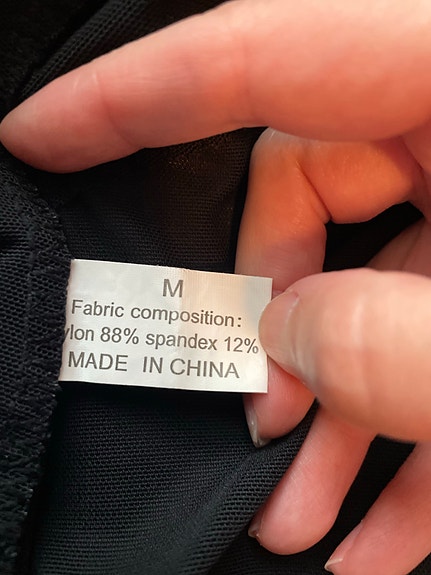 M
Fabric composition:
ylon 88% spandex 12%
MADE IN CHINA